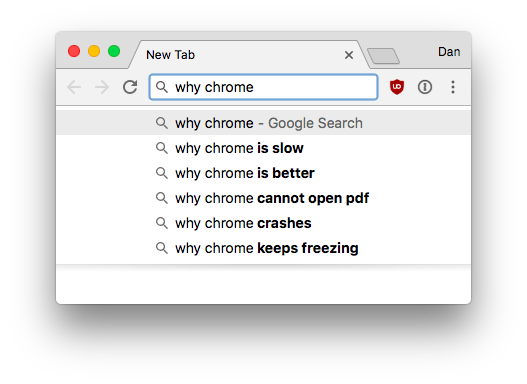 New Tab
Dan
why chrome
why chrome - Google Search
why chrome is slow
why chrome is better
why chrome cannot open pdf
why chrome crashes
why chrome keeps freezing